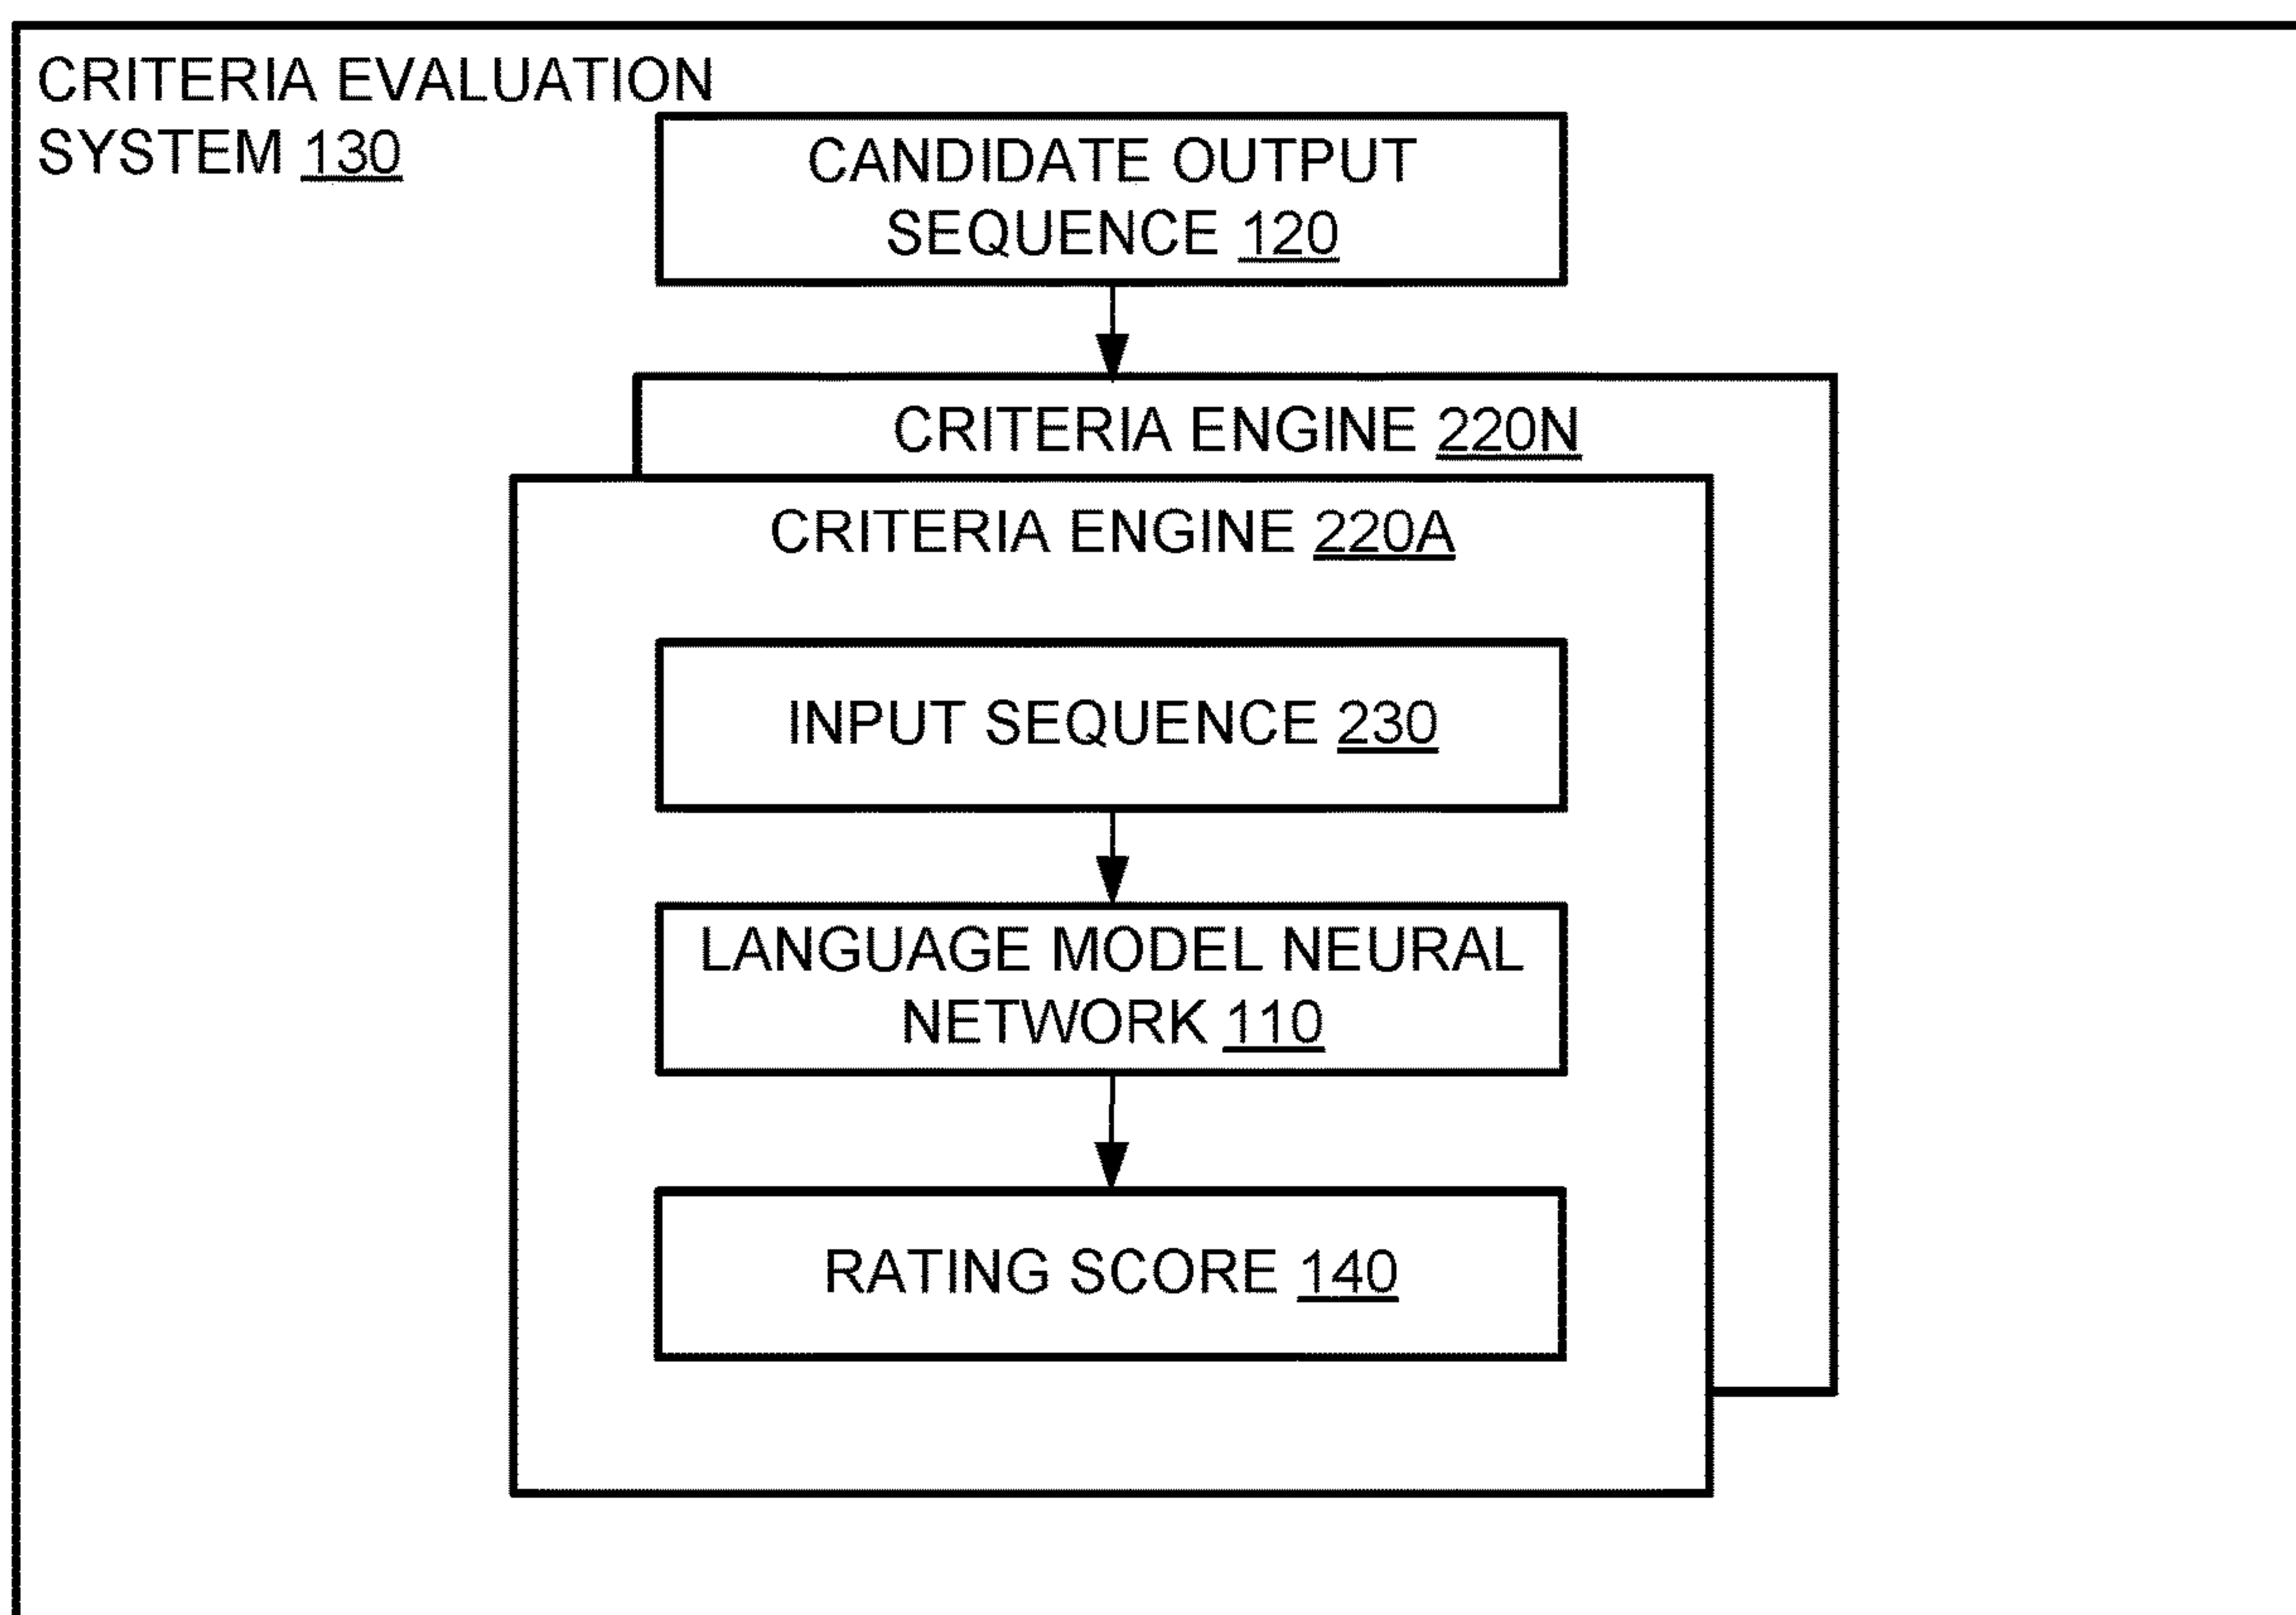 CRITERIA EVALUATION
SYSTEM 130
CANDIDATE OUTPUT
SEQUENCE 120
CRITERIA ENGINE 220N
CRITERIA ENGINE 220A
INPUT SEQUENCE 230
LANGUAGE MODEL NEURAL
NETWORK 110
RATING SCORE 140